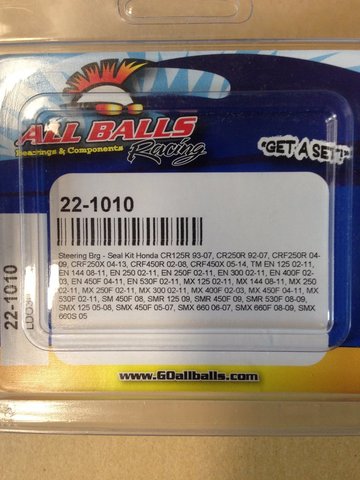 ALL BALLS
Bearings & Components Racing
"GET A SET!"
22-1010
Steering Brg - Seal Kit Honda CR125R 93-07, CR250R 92-07, CRF250R 04-
09, CRF250X 04-13, CRF450R 02-08, CRF450X 05-14, TM EN 125 02-11,
EN 144 08-11, EN 250 02-11, EN 250F 02-11, EN 300 02-11, EN 400F 02-
03, EN 450F 04-11, EN 530F 02-11, MX 125 02-11, MX 144 08-11, MX 250
02-11, MX 250F 02-11, MX 300 02-11, MX 400F 02-03, MX 450F 04-11, MX
530F 02-11, SM 450F 08, SMR 125 09, SMR 450F 09, SMR 530F 08-09,
SMX 125 05-08, SMX 450F 05-07, SMX 660 06-07, SMX 660F 08-09, SMX
660S 05
22-1010
www.GOallballs.com